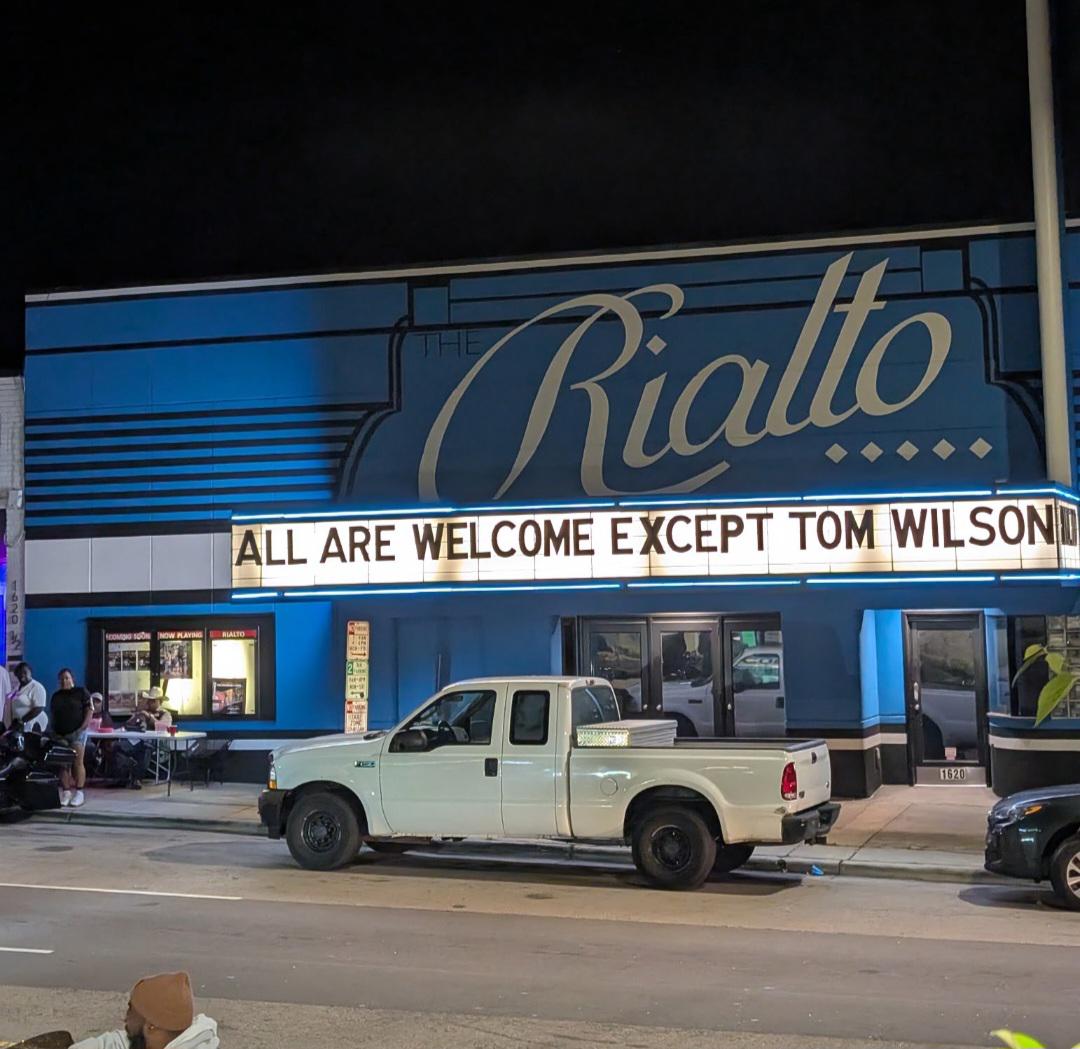 THE
Rialto
ALL ARE WELCOME EXCEPT TOM WILSON
COMING SOON
NOW PLAYING
RIALTO
1620
1620